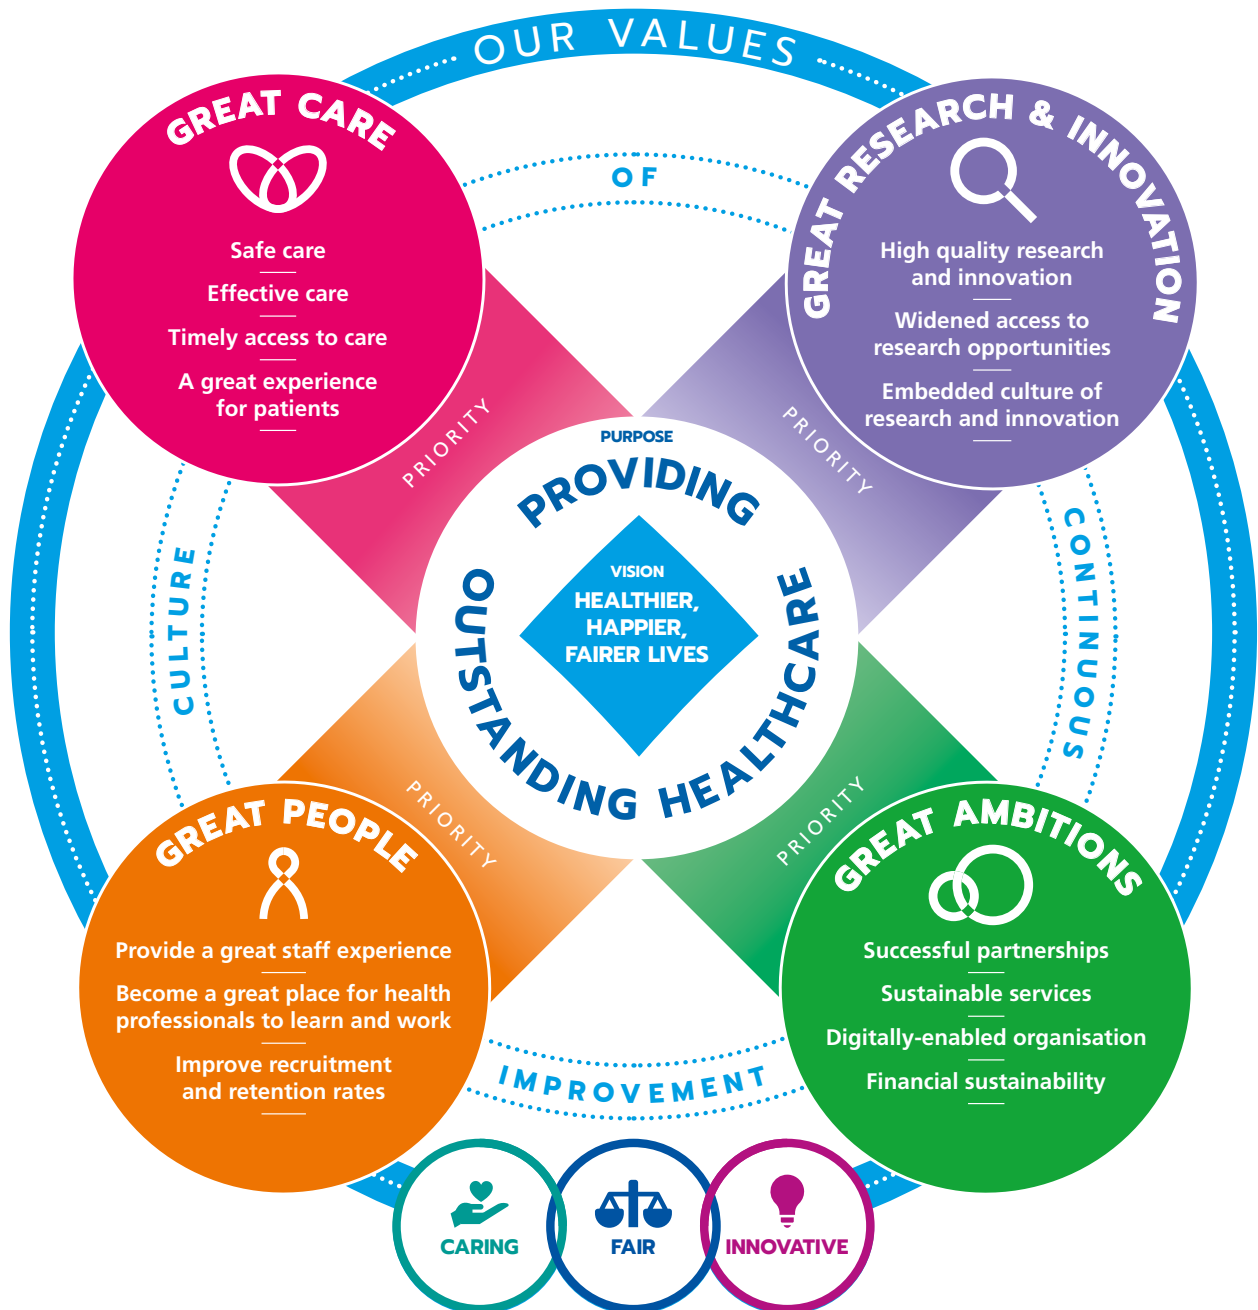 OUR VALUES
GREAT CARE
Safe care
Effective care
Timely access to care
A great experience
for patients
PRIORITY
GREAT RESEARCH & INNOVATION
High quality research
and innovation
Widened access to
research opportunities
Embedded culture of
research and innovation
PRIORITY
CULTURE
OF
CONTINUOUS
IMPROVEMENT
PURPOSE
PROVIDING
OUTSTANDING HEALTHCARE
VISION
HEALTHIER,
HAPPIER,
FAIRER LIVES
GREAT PEOPLE
Provide a great staff experience
Become a great place for health
professionals to learn and work
Improve recruitment
and retention rates
PRIORITY
GREAT AMBITIONS
Successful partnerships
Sustainable services
Digitally-enabled organisation
Financial sustainability
PRIORITY
CARING
FAIR
INNOVATIVE